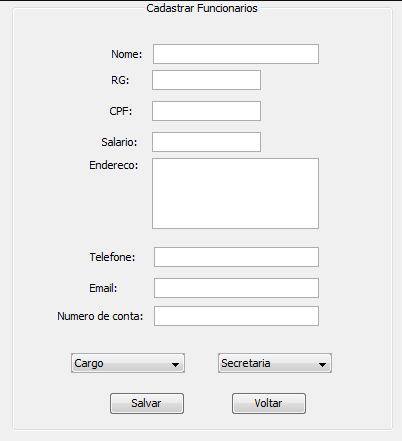 Cadastrar Funcionarios
Nome:
RG:
CPF:
Salario:
Endereco:
Telefone:
Email:
Numero de conta:
Cargo Secretaria
Salvar Voltar